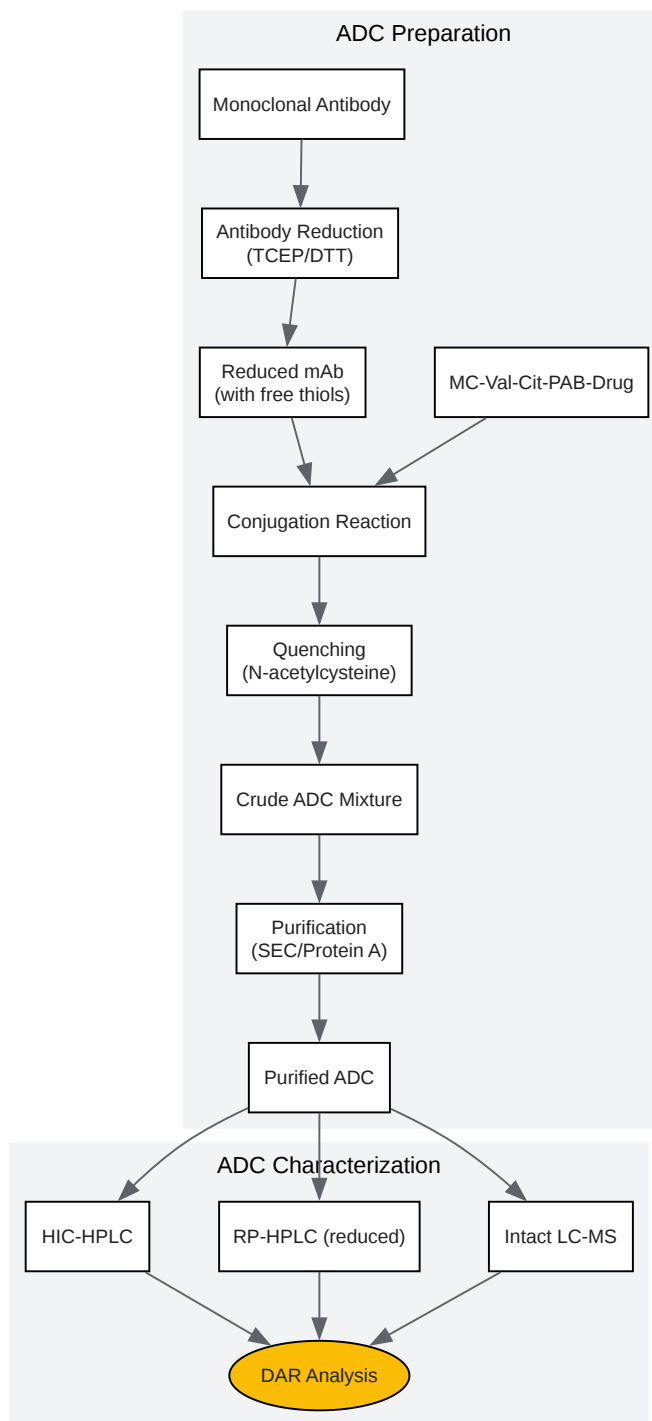 ADC Preparation
Monoclonal Antibody
Antibody Reduction
(TCEP/DTT)
Reduced mAb
(with free thiols)
MC-Val-Cit-PAB-Drug
Conjugation Reaction
Quenching
(N-acetylcysteine)
Crude ADC Mixture
Purification
(SEC/Protein A)
Purified ADC
ADC Characterization
HIC-HPLC
RP-HPLC (reduced)
Intact LC-MS
DAR Analysis